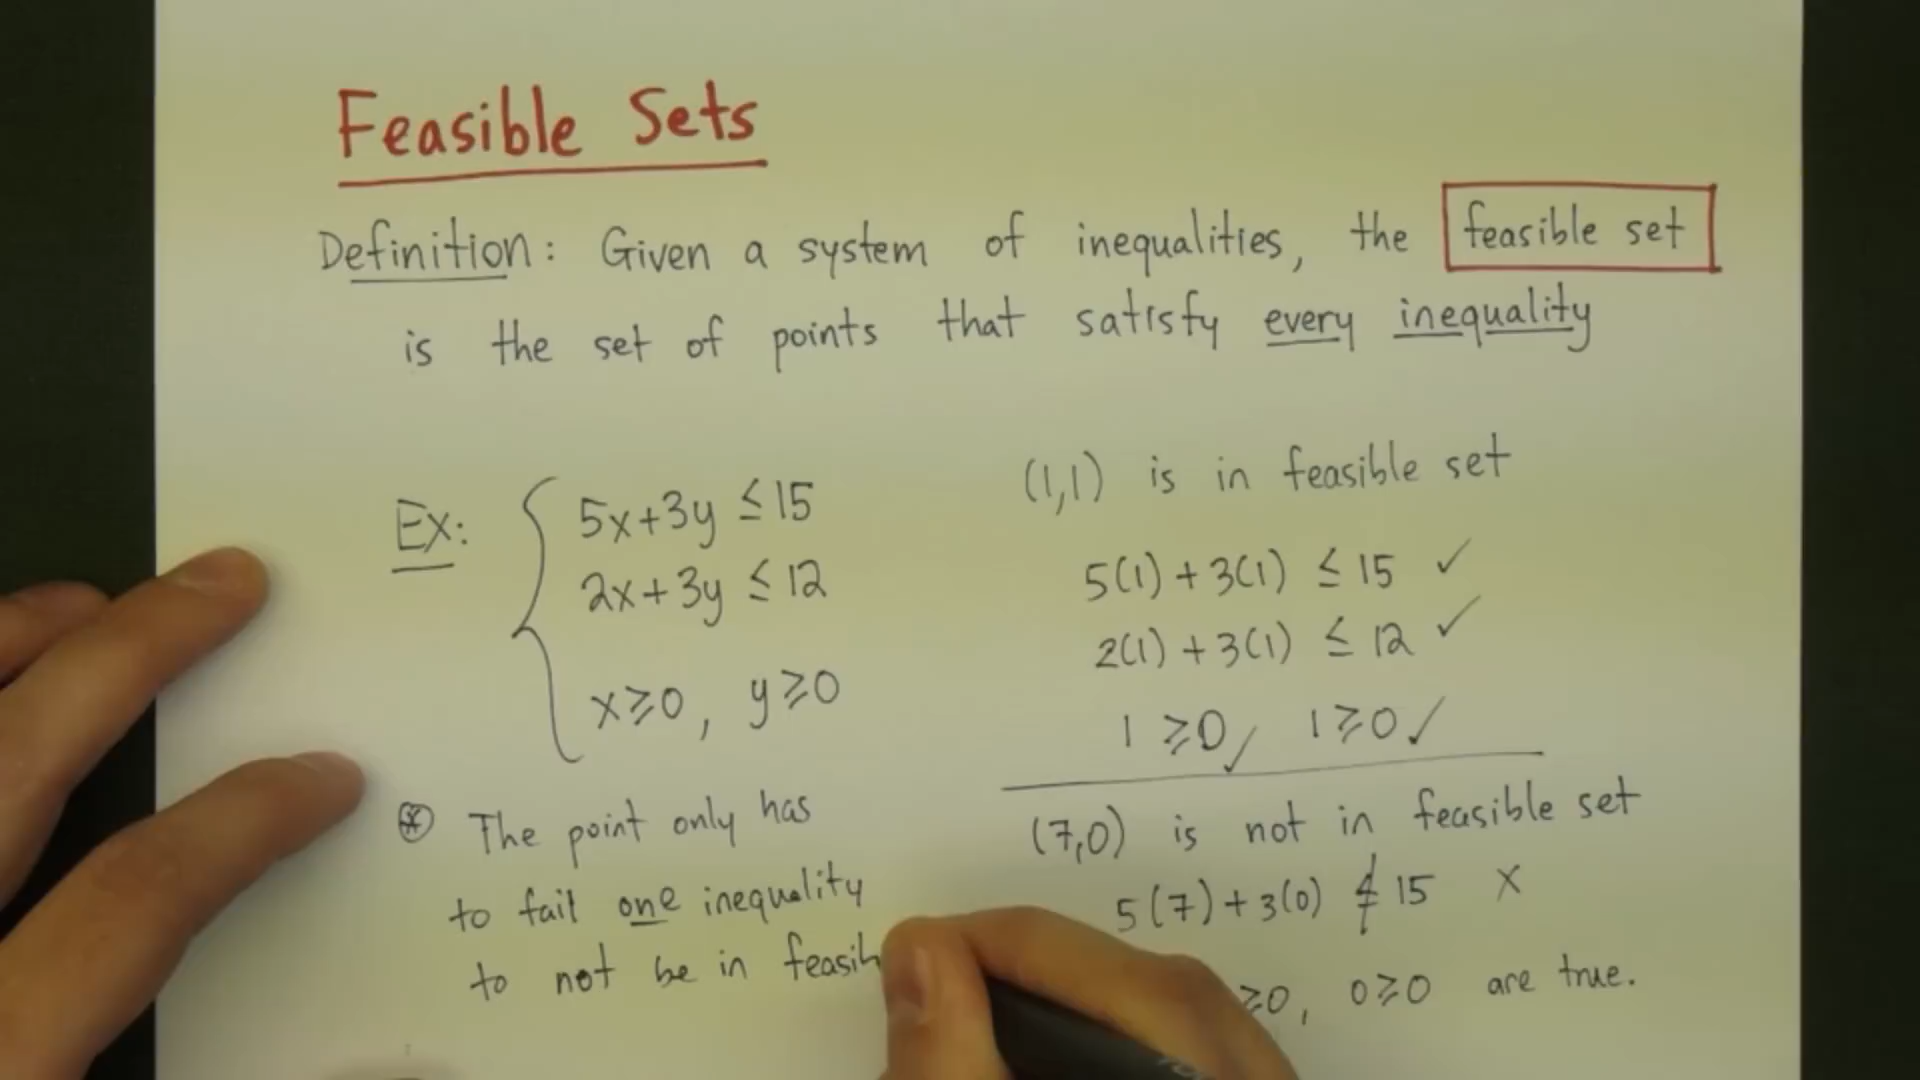 Feasible Sets
Definition: Given a system of inequalities, the feasible set
is the set of points that satisfy every inequality
Ex:
5x+3y ≤ 15
2x+3y ≤ 12
x≥0, y≥0
⊛ The point only has
to fail one inequality
to not be in feasib
(1,1) is in feasible set
5(1) + 3(1) ≤ 15 ✓
2(1) + 3(1) ≤ 12 ✓
1 ≥0 ✓ 1≥0 ✓
(7,0) is not in feasible set
5(7)+3(0) ≰ 15 X
≥0, 0≥0 are true.